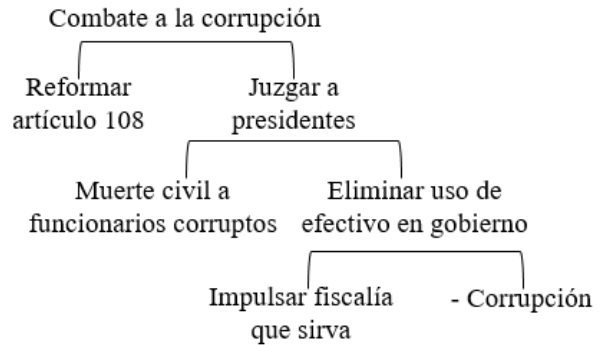 Combate a la corrupción
Reformar
artículo 108
Juzgar a
presidentes
Muerte civil a
funcionarios corruptos
Eliminar uso de
efectivo en gobierno
Impulsar fiscalía
que sirva
- Corrupción